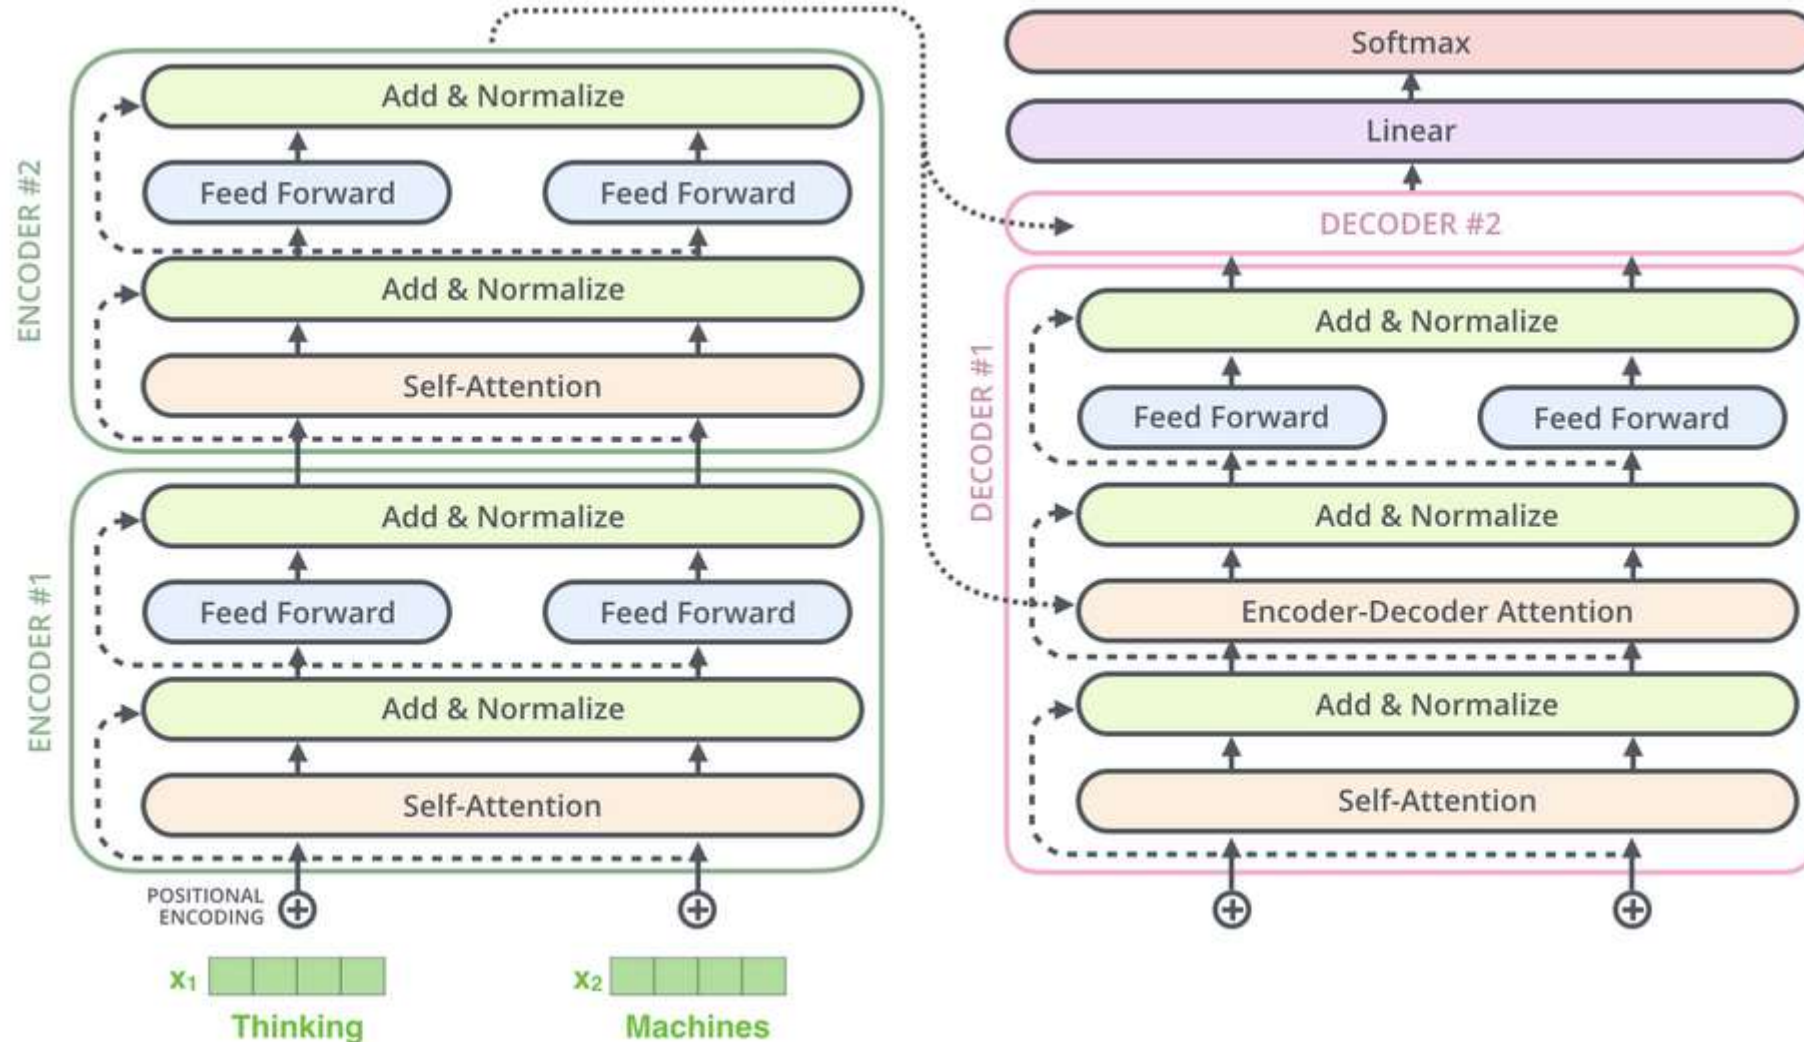 ENCODER #2
Add & Normalize
Feed Forward Feed Forward
Add & Normalize
Self-Attention
ENCODER #1
Add & Normalize
Feed Forward Feed Forward
Add & Normalize
Self-Attention
POSITIONAL
ENCODING
x₁ x₂
Thinking Machines
Softmax
Linear
DECODER #2
DECODER #1
Add & Normalize
Feed Forward Feed Forward
Add & Normalize
Encoder-Decoder Attention
Add & Normalize
Self-Attention